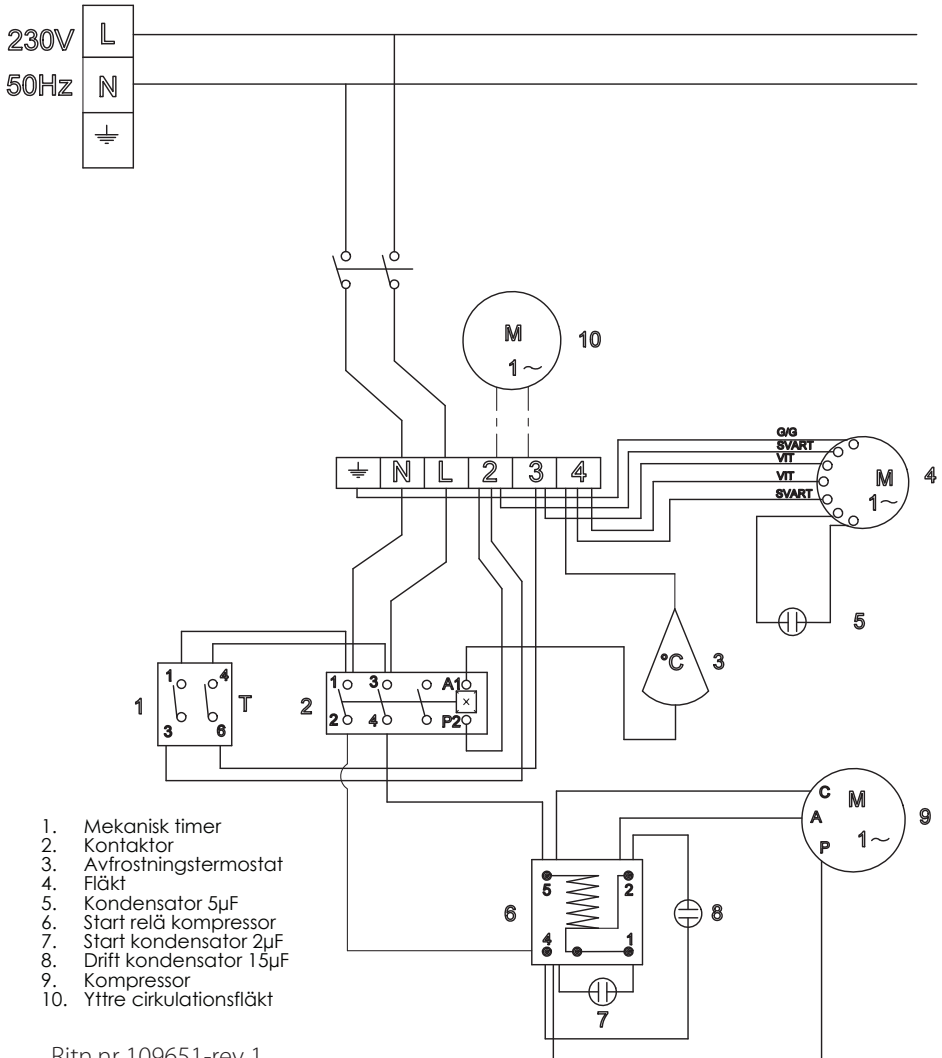 230V L
50Hz N
M
1~
10
G/G
SVART
VIT
VIT
SVART
M
1~
4
N L 2 3 4
5
°C
3
1
1 4
3 6
T
2
1 3 A1
2 4 P2
×
C
A
P
M
1~
9
6
5 2
4 1
8
7
1. Mekanisk timer
2. Kontaktor
3. Avfrostningstermostat
4. Fläkt
5. Kondensator 5µF
6. Start relä kompressor
7. Start kondensator 2µF
8. Drift kondensator 15µF
9. Kompressor
10. Yttre cirkulationsfläkt
Ritn nr 109651-rev 1